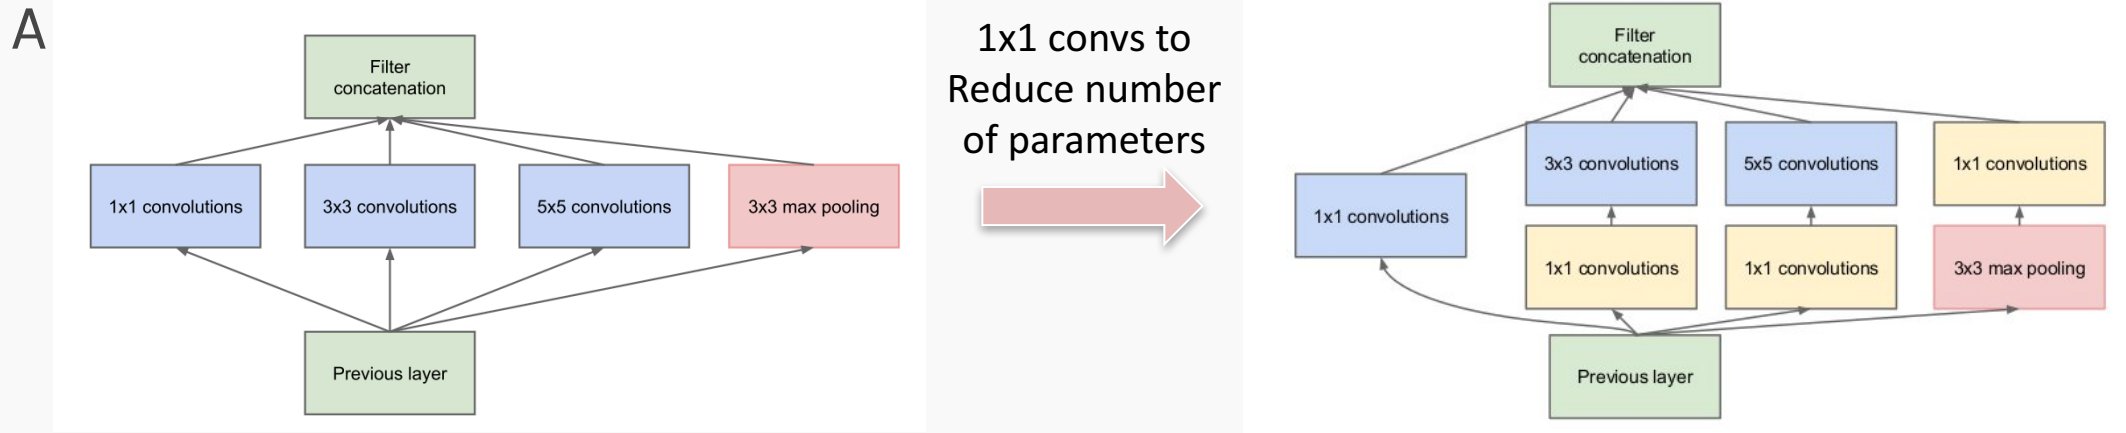 A
Filter
concatenation
1x1 convolutions
3x3 convolutions
5x5 convolutions
3x3 max pooling
Previous layer
1x1 convs to
Reduce number
of parameters
Filter
concatenation
3x3 convolutions
5x5 convolutions
1x1 convolutions
1x1 convolutions
1x1 convolutions
1x1 convolutions
3x3 max pooling
Previous layer